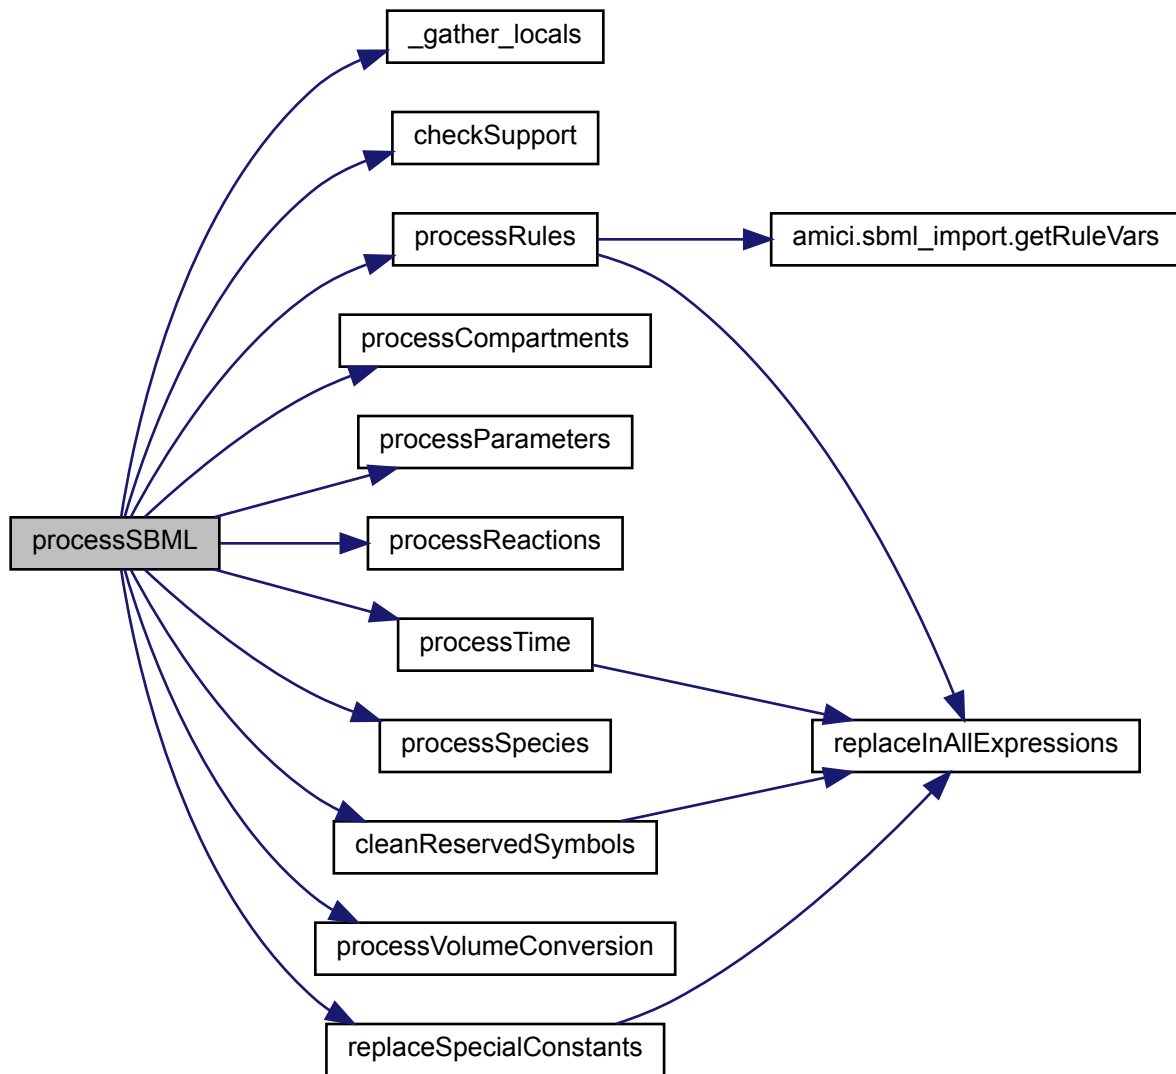 _gather_locals
checkSupport
processRules
amici.sbml_import.getRuleVars
processCompartments
processParameters
processSBML
processReactions
processTime
processSpecies
replaceInAllExpressions
cleanReservedSymbols
processVolumeConversion
replaceSpecialConstants